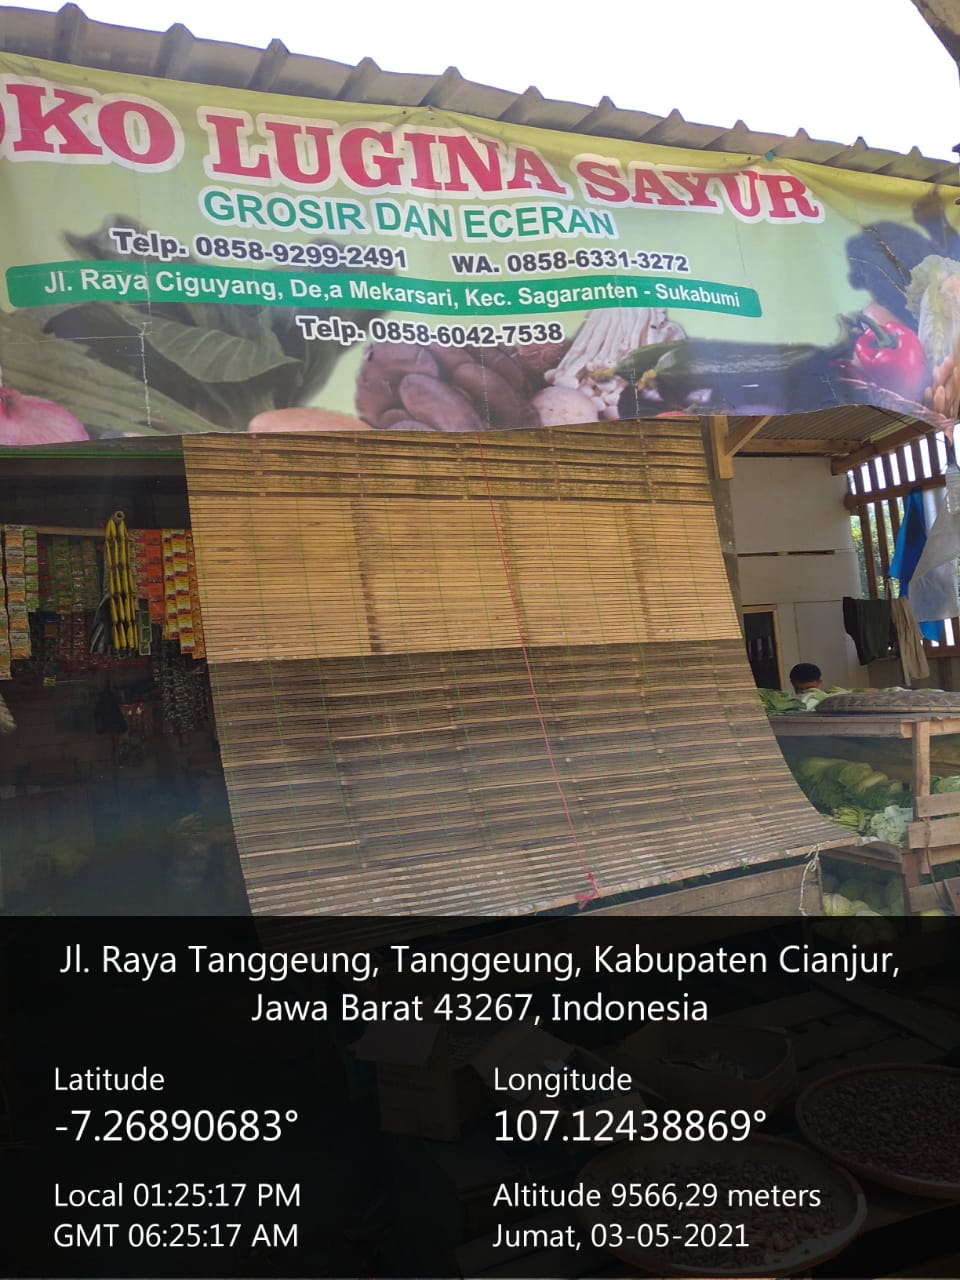 OKO LUGINA SAYUR
GROSIR DAN ECERAN
Telp. 0858-9299-2491 WA. 0858-6331-3272
Jl. Raya Ciguyang, De,a Mekarsari, Kec. Sagaranten - Sukabumi
Telp. 0858-6042-7538
Jl. Raya Tanggeung, Tanggeung, Kabupaten Cianjur,
Jawa Barat 43267, Indonesia
Latitude Longitude
-7.26890683° 107.12438869°
Local 01:25:17 PM Altitude 9566,29 meters
GMT 06:25:17 AM Jumat, 03-05-2021